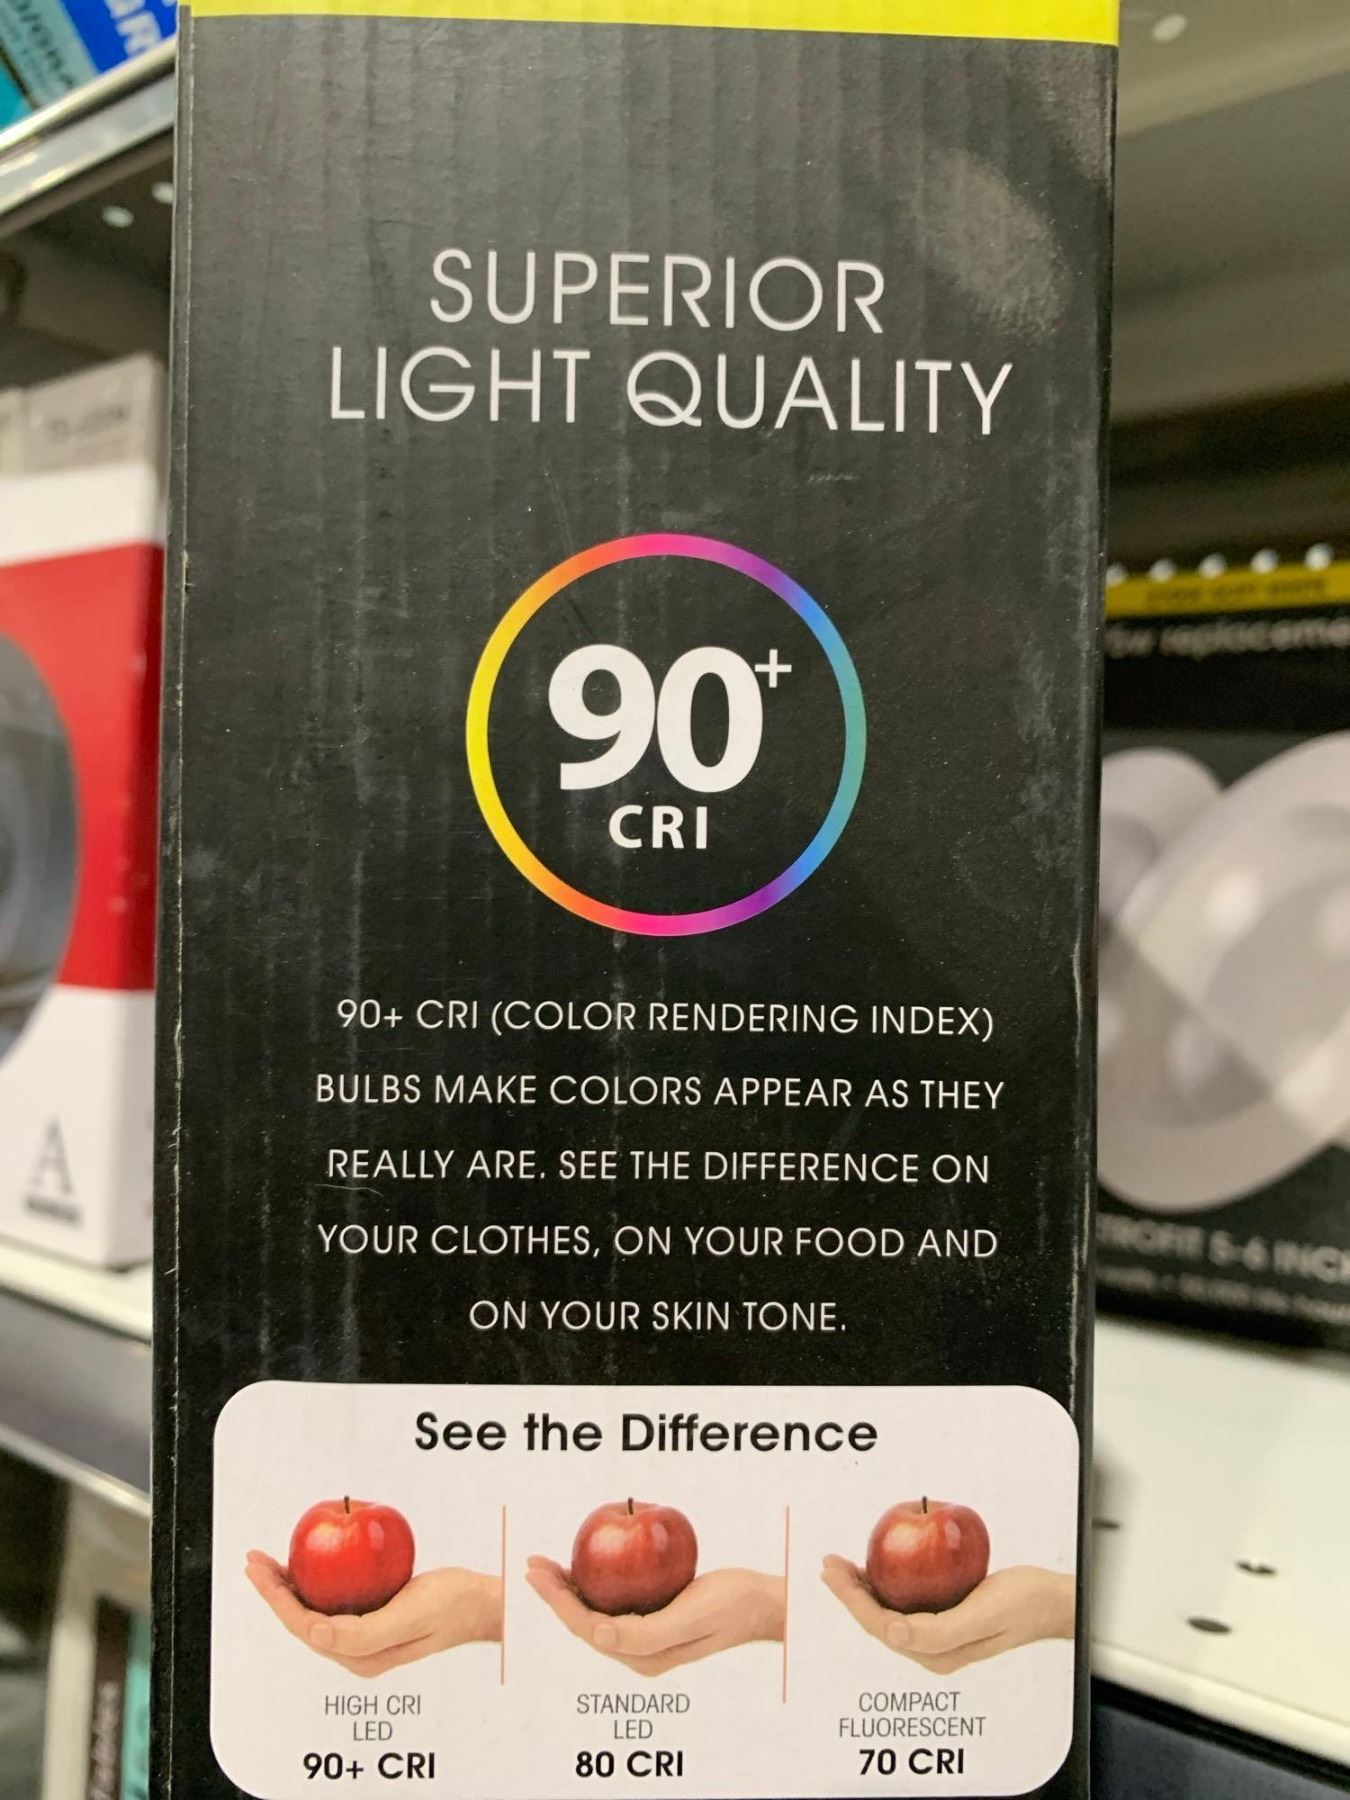 SUPERIOR
LIGHT QUALITY
90+
CRI
90+ CRI (COLOR RENDERING INDEX)
BULBS MAKE COLORS APPEAR AS THEY
REALLY ARE. SEE THE DIFFERENCE ON
YOUR CLOTHES, ON YOUR FOOD AND
ON YOUR SKIN TONE.
See the Difference
HIGH CRI
LED
90+ CRI
STANDARD
LED
80 CRI
COMPACT
FLUORESCENT
70 CRI
A